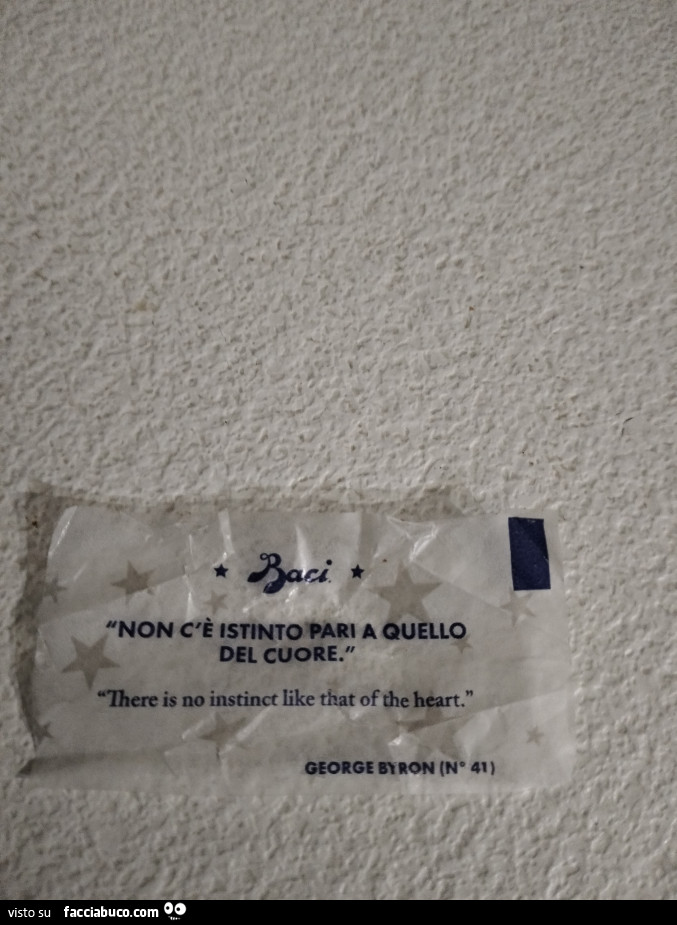 Baci
“NON C’È ISTINTO PARI A QUELLO
DEL CUORE.”
“There is no instinct like that of the heart.”
GEORGE BYRON (N° 41)
visto su facciabuco.com